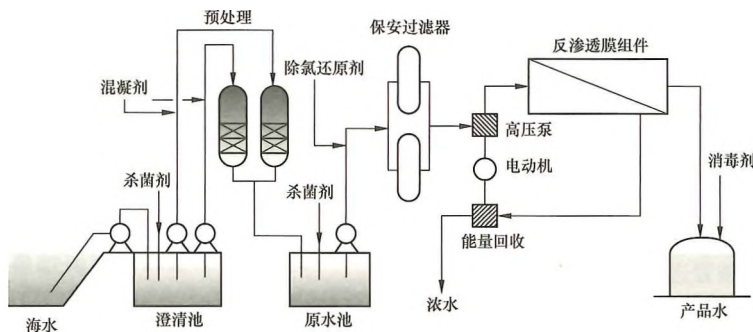 预处理
保安过滤器
反渗透膜组件
混凝剂
除氯还原剂
高压泵
电动机
杀菌剂
杀菌剂
消毒剂
能量回收
海水
澄清池
原水池
浓水
产品水